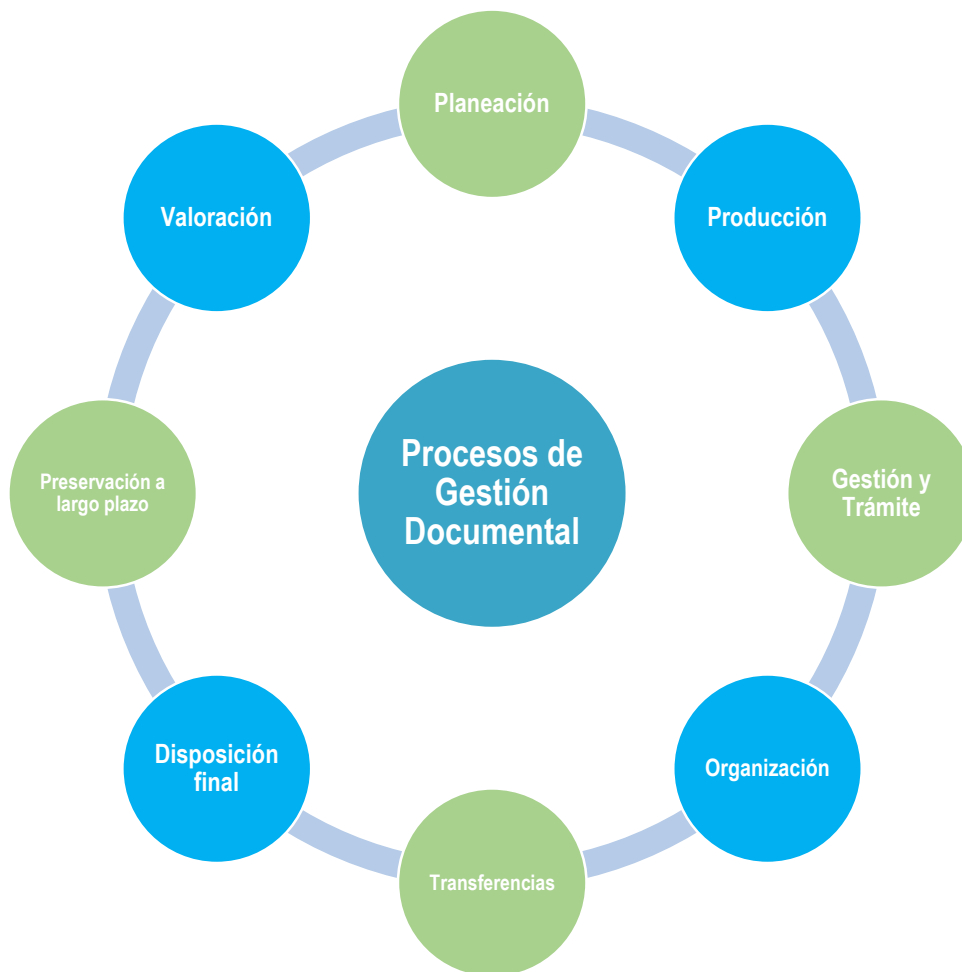 Planeación
Valoración
Producción
Procesos de
Gestión
Documental
Preservación a
largo plazo
Gestión y
Trámite
Disposición
final
Organización
Transferencias